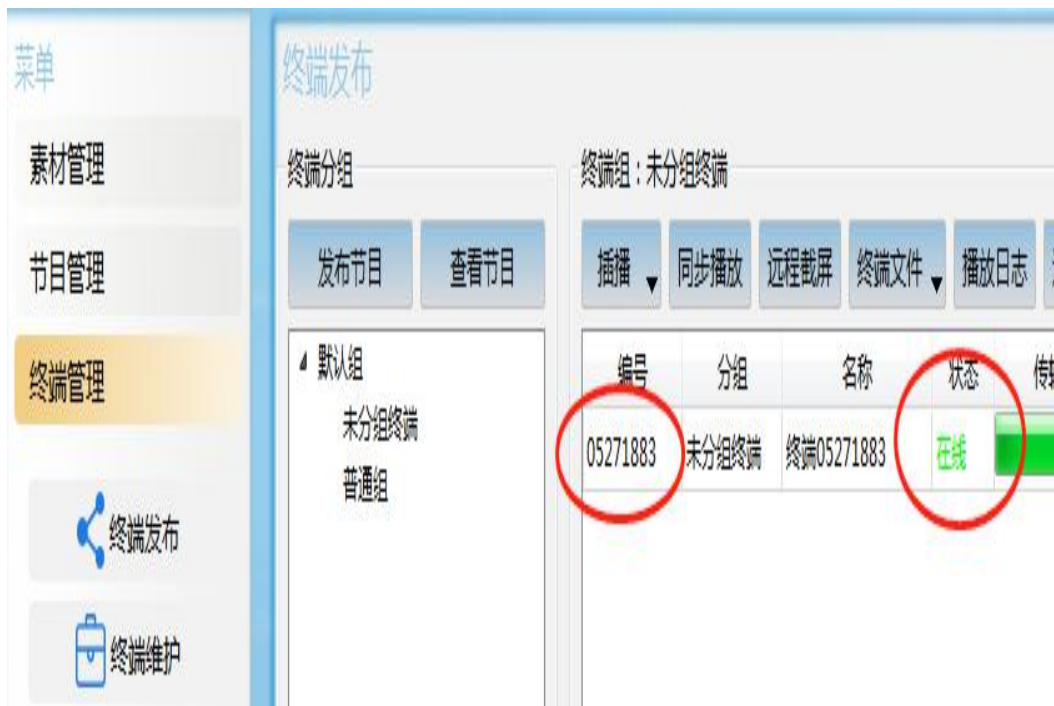 菜单
素材管理
节目管理
终端管理
终端发布
终端维护
终端发布
终端分组
发布节目 查看节目
默认组
未分组终端
普通组
终端组：未分组终端
插播 同步播放 远程截屏 终端文件 播放日志
编号 分组 名称 状态
05271883 未分组终端 终端05271883 在线